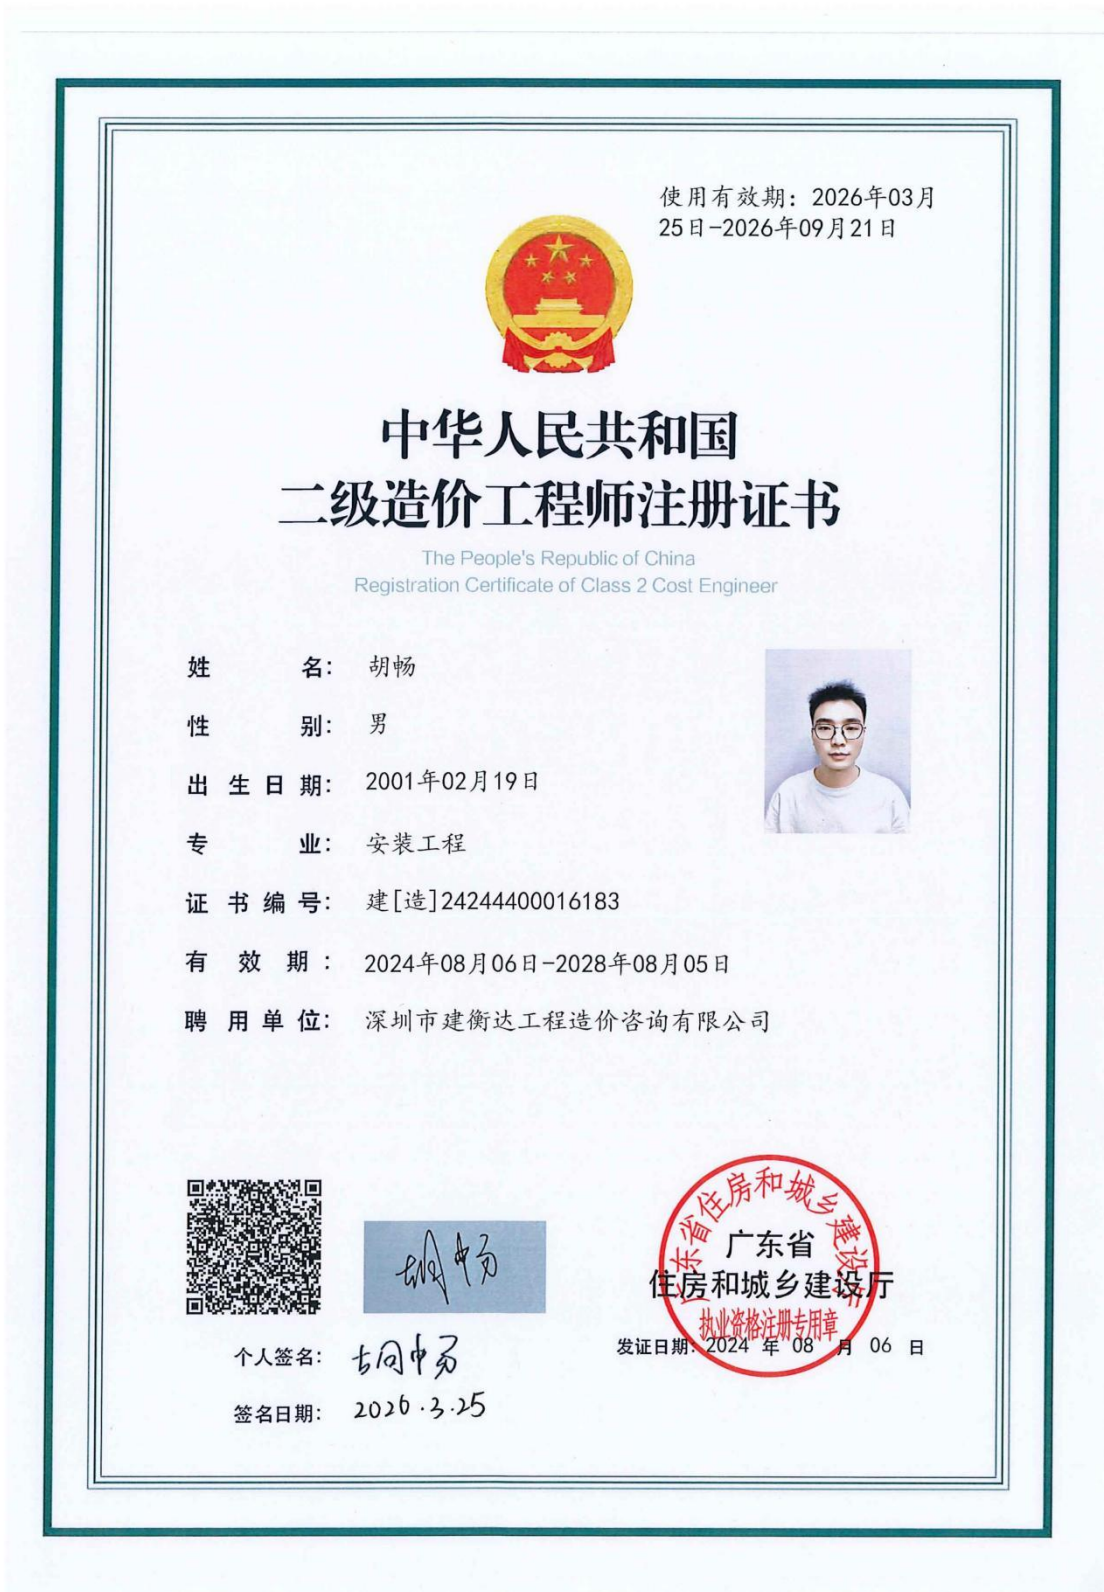 使用有效期：2026年03月
25日-2026年09月21日
中华人民共和国
二级造价工程师注册证书
The People's Republic of China
Registration Certificate of Class 2 Cost Engineer
姓名：胡畅
性别：男
出生日期：2001年02月19日
专业：安装工程
证书编号：建[造]24244400016183
有效期：2024年08月06日-2028年08月05日
聘用单位：深圳市建衡达工程造价咨询有限公司
胡畅
个人签名：胡畅
签名日期：2026.3.25
广东省住房和城乡建设厅
广东省
住房和城乡建设厅
执业资格注册专用章
发证日期：2024年08月06日